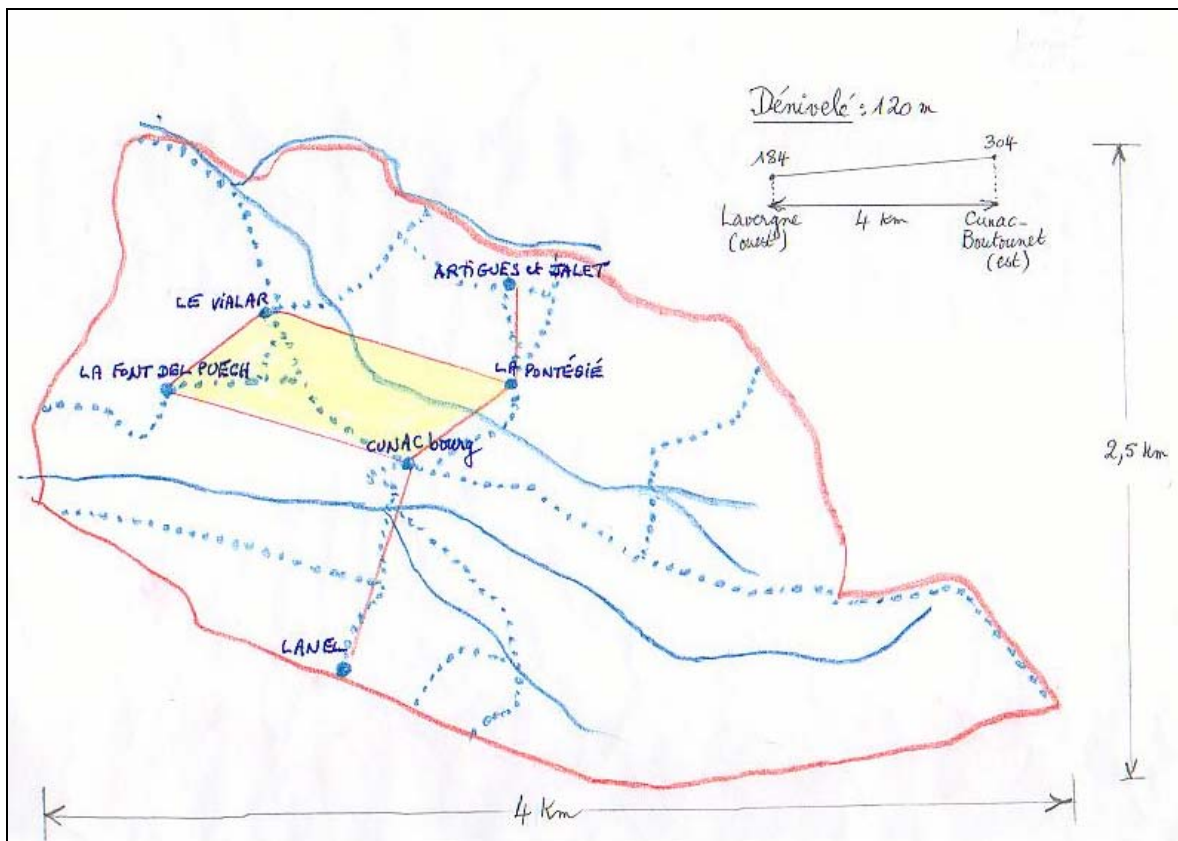 Dénivelé : 120 m
184
304
Lavergne
(ouest)
4 Km
Cunac-
Boutounet
(est)
ARTIGUES et JALET
LE VIALAR
LA FONT DEL PUECH
LA PONTÉSIÉ
CUNAC bourg
2,5 Km
LANEL
4 Km